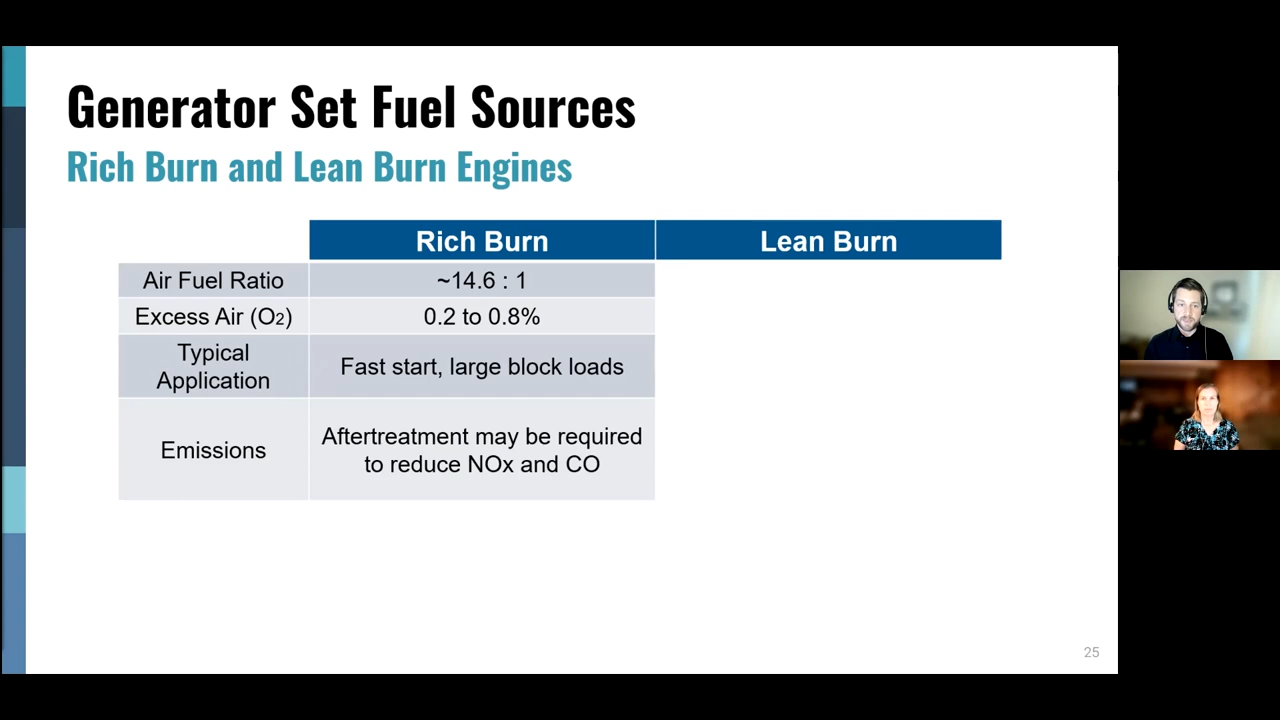 Generator Set Fuel Sources
Rich Burn and Lean Burn Engines
Rich Burn
Lean Burn
Air Fuel Ratio
~14.6 : 1
Excess Air (O2)
0.2 to 0.8%
Typical
Application
Fast start, large block loads
Emissions
Aftertreatment may be required
to reduce NOx and CO
25